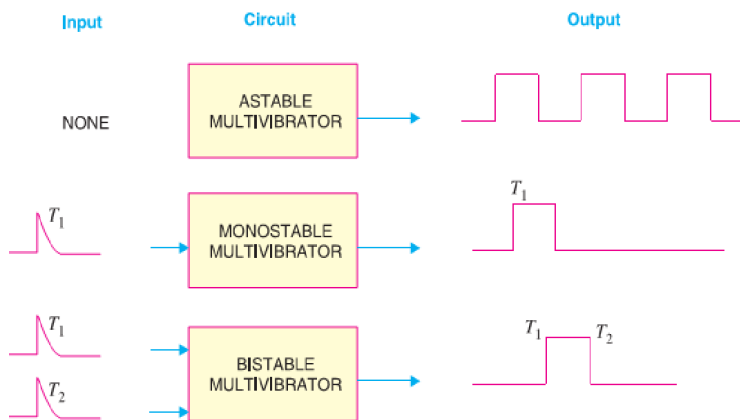 Input Circuit Output
NONE
ASTABLE
MULTIVIBRATOR
T1
MONOSTABLE
MULTIVIBRATOR
T1
T1
T2
BISTABLE
MULTIVIBRATOR
T1 T2